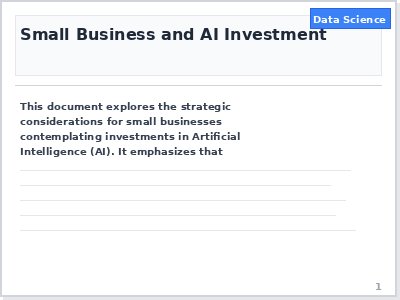 Data Science
Small Business and AI Investment
This document explores the strategic
considerations for small businesses
contemplating investments in Artificial
Intelligence (AI). It emphasizes that
1